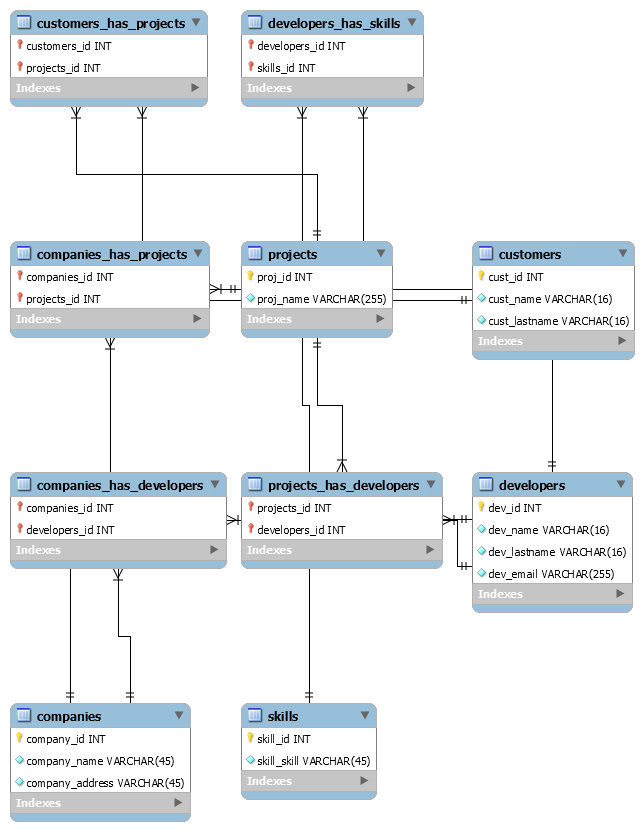 customers_has_projects
customers_id INT
projects_id INT
Indexes
developers_has_skills
developers_id INT
skills_id INT
Indexes
companies_has_projects
companies_id INT
projects_id INT
Indexes
projects
proj_id INT
proj_name VARCHAR(255)
Indexes
customers
cust_id INT
cust_name VARCHAR(16)
cust_lastname VARCHAR(16)
Indexes
companies_has_developers
companies_id INT
developers_id INT
Indexes
projects_has_developers
projects_id INT
developers_id INT
Indexes
developers
dev_id INT
dev_name VARCHAR(16)
dev_lastname VARCHAR(16)
dev_email VARCHAR(255)
Indexes
companies
company_id INT
company_name VARCHAR(45)
company_address VARCHAR(45)
Indexes
skills
skill_id INT
skill_skill VARCHAR(45)
Indexes